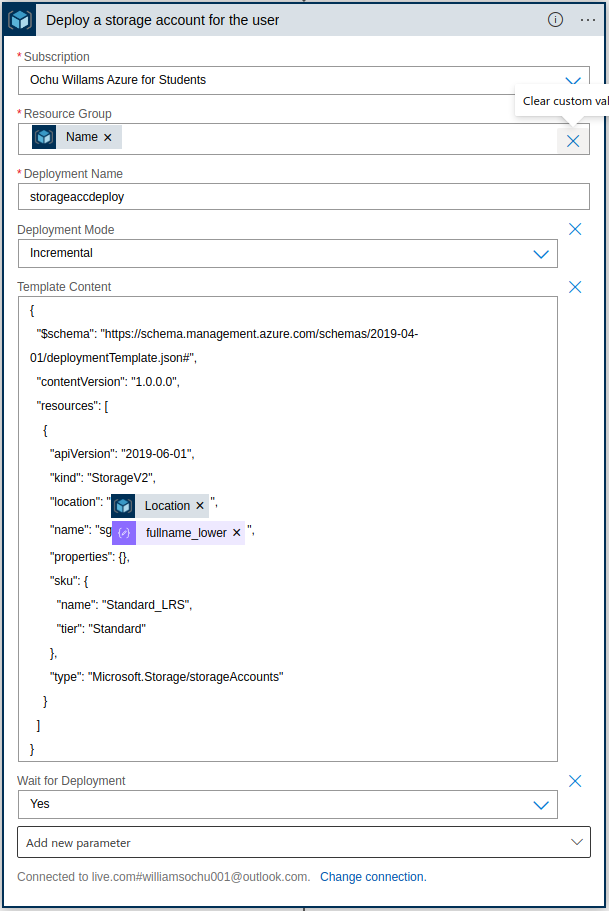 Deploy a storage account for the user
* Subscription
Ochu Willams Azure for Students
Clear custom val
* Resource Group
Name ×
* Deployment Name
storageaccdeploy
Deployment Mode
Incremental
Template Content
{
"$schema": "https://schema.management.azure.com/schemas/2019-04-
01/deploymentTemplate.json#",
"contentVersion": "1.0.0.0",
"resources": [
{
"apiVersion": "2019-06-01",
"kind": "StorageV2",
"location": " Location × ",
"name": "sg fullname_lower × ",
"properties": {},
"sku": {
"name": "Standard_LRS",
"tier": "Standard"
},
"type": "Microsoft.Storage/storageAccounts"
}
]
}
Wait for Deployment
Yes
Add new parameter
Connected to live.com#williamsochu001@outlook.com. Change connection.